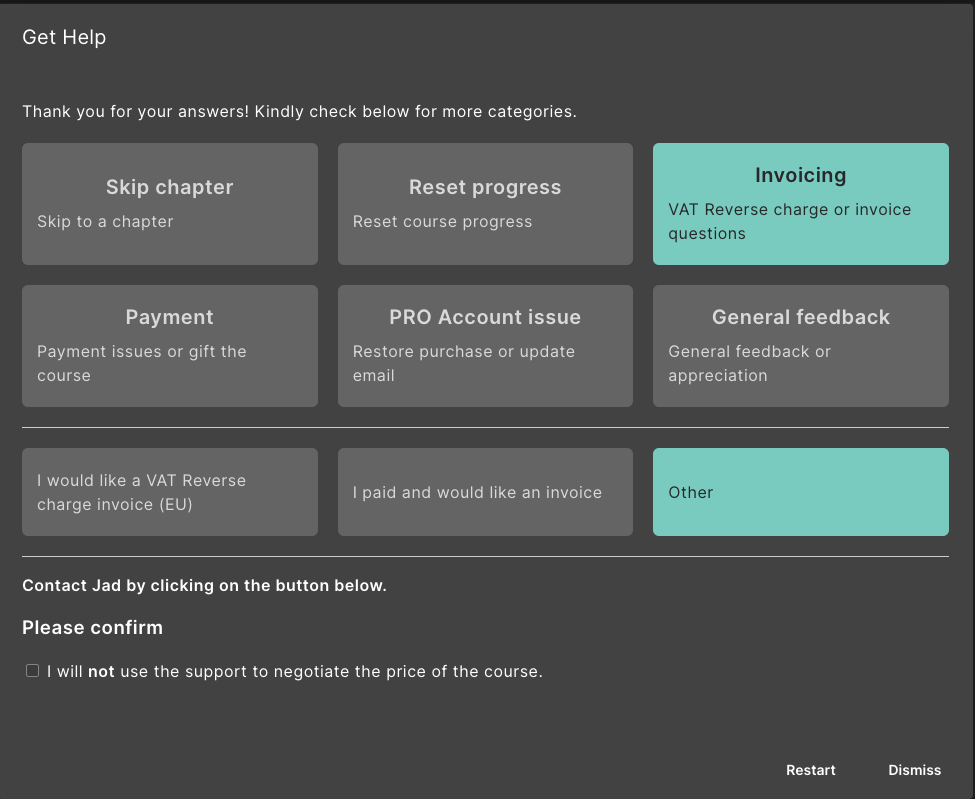 Get Help
Thank you for your answers! Kindly check below for more categories.
Skip chapter
Skip to a chapter
Reset progress
Reset course progress
Invoicing
VAT Reverse charge or invoice
questions
Payment
Payment issues or gift the
course
PRO Account issue
Restore purchase or update
email
General feedback
General feedback or
appreciation
I would like a VAT Reverse
charge invoice (EU)
I paid and would like an invoice
Other
Contact Jad by clicking on the button below.
Please confirm
I will not use the support to negotiate the price of the course.
Restart
Dismiss